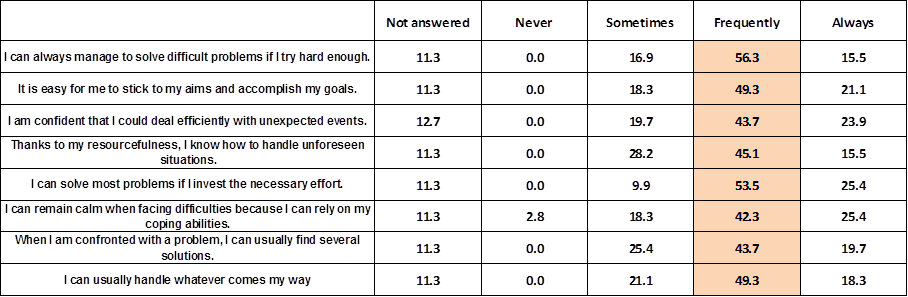 Not answered Never Sometimes Frequently Always
I can always manage to solve difficult problems if I try hard enough. 11.3 0.0 16.9 56.3 15.5
It is easy for me to stick to my aims and accomplish my goals. 11.3 0.0 18.3 49.3 21.1
I am confident that I could deal efficiently with unexpected events. 12.7 0.0 19.7 43.7 23.9
Thanks to my resourcefulness, I know how to handle unforeseen
situations. 11.3 0.0 28.2 45.1 15.5
I can solve most problems if I invest the necessary effort. 11.3 0.0 9.9 53.5 25.4
I can remain calm when facing difficulties because I can rely on my
coping abilities. 11.3 2.8 18.3 42.3 25.4
When I am confronted with a problem, I can usually find several
solutions. 11.3 0.0 25.4 43.7 19.7
I can usually handle whatever comes my way 11.3 0.0 21.1 49.3 18.3